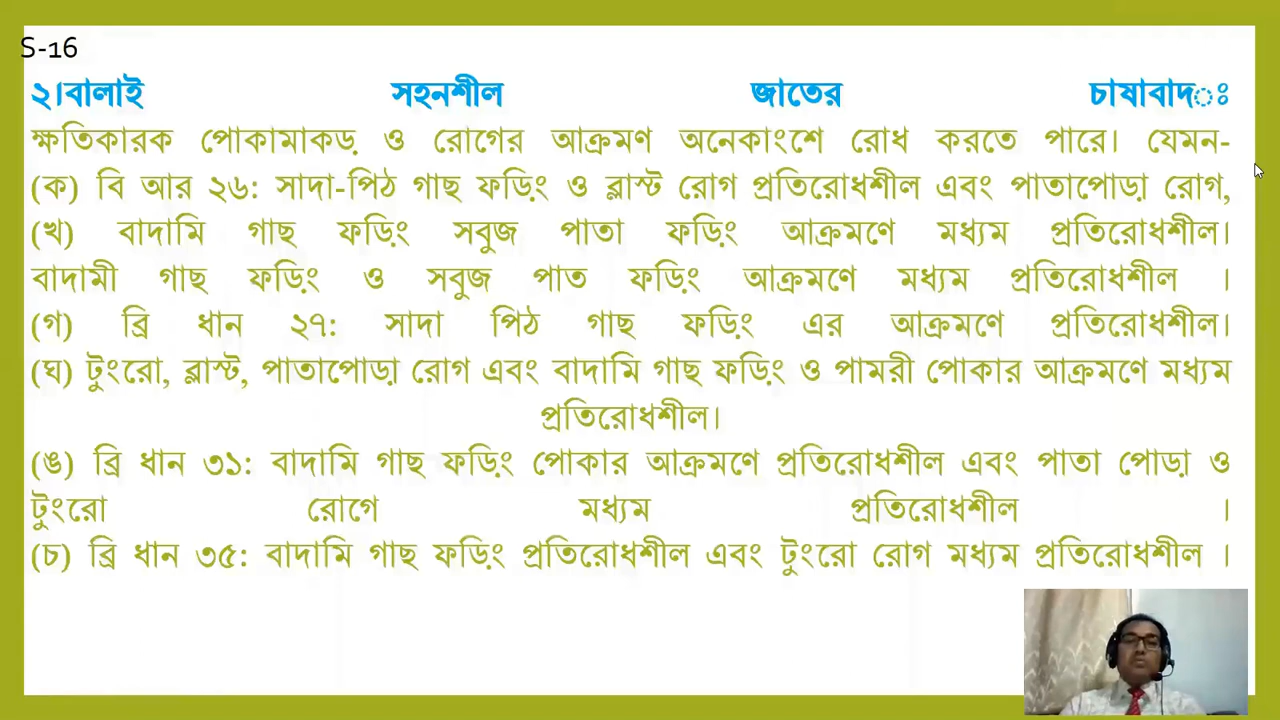 S-16
২।বালাই সহনশীল জাতের চাষাবাদঃ
ক্ষতিকারক পোকামাকড় ও রোগের আক্রমণ অনেকাংশে রোধ করতে পারে। যেমন-
(ক) বি আর ২৬: সাদা-পিঠ গাছ ফড়িং ও ব্লাস্ট রোগ প্রতিরোধশীল এবং পাতাপোড়া রোগ,
(খ) বাদামি গাছ ফড়িং সবুজ পাতা ফড়িং আক্রমণে মধ্যম প্রতিরোধশীল।
বাদামী গাছ ফড়িং ও সবুজ পাত ফড়িং আক্রমণে মধ্যম প্রতিরোধশীল ।
(গ) ব্রি ধান ২৭: সাদা পিঠ গাছ ফড়িং এর আক্রমণে প্রতিরোধশীল।
(ঘ) টুংরো, ব্লাস্ট, পাতাপোড়া রোগ এবং বাদামি গাছ ফড়িং ও পামরী পোকার আক্রমণে মধ্যম
প্রতিরোধশীল।
(ঙ) ব্রি ধান ৩১: বাদামি গাছ ফড়িং পোকার আক্রমণে প্রতিরোধশীল এবং পাতা পোড়া ও
টুংরো রোগে মধ্যম প্রতিরোধশীল ।
(চ) ব্রি ধান ৩৫: বাদামি গাছ ফড়িং প্রতিরোধশীল এবং টুংরো রোগ মধ্যম প্রতিরোধশীল ।